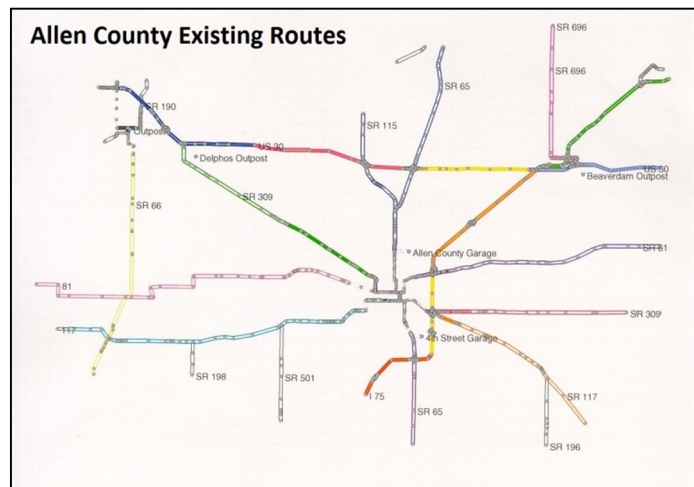 Allen County Existing Routes
SR 696
SR 696
SR 65
SR 190
SR 115
Outpost
US 30
Delphos Outpost
US 30
Beaverdam Outpost
SR 309
SR 66
SR 81
Allen County Garage
81
SR 309
117
4th Street Garage
SR 198
SR 501
I 75
SR 65
SR 117
SR 196